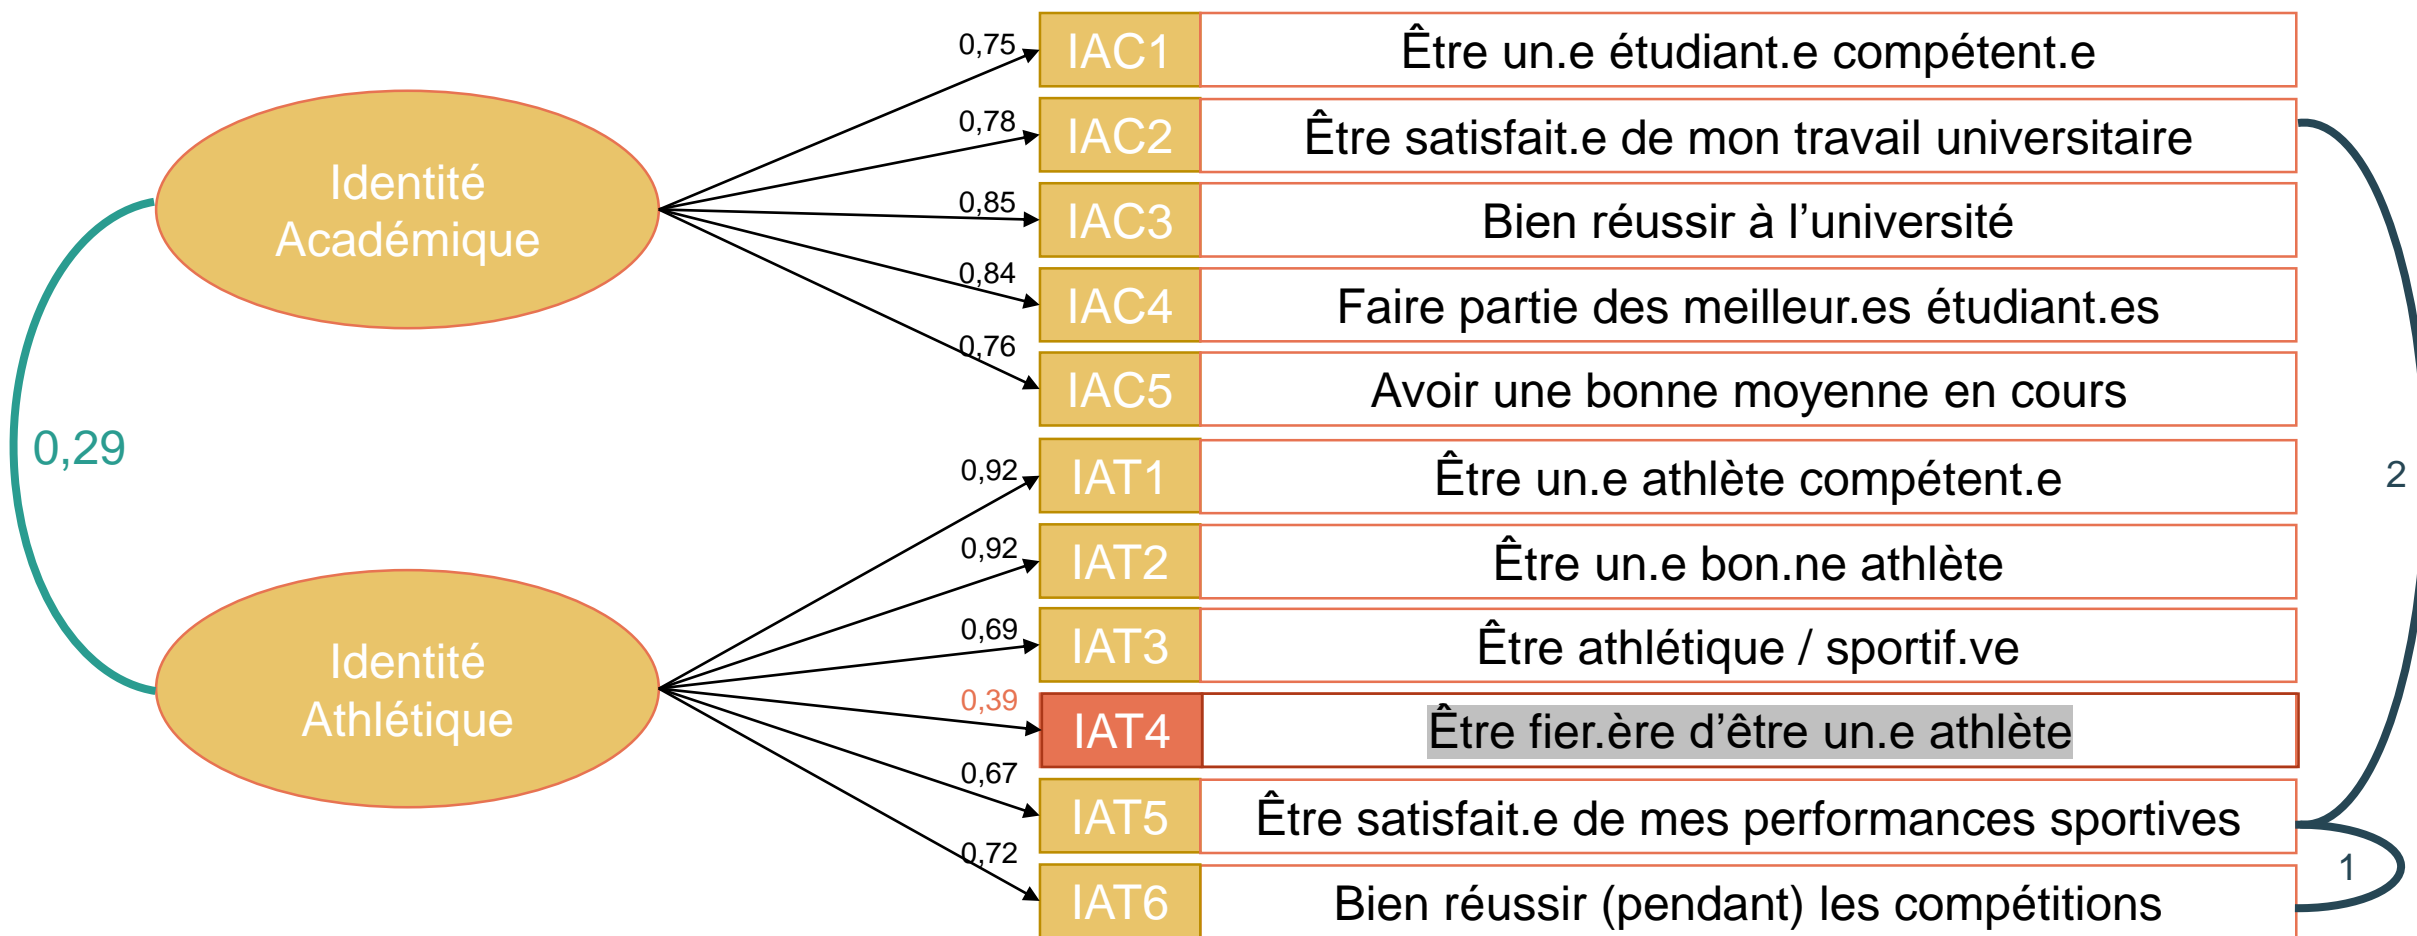 Identité
Académique
0,29
Identité
Athlétique
0,75
IAC1
Être un.e étudiant.e compétent.e
0,78
IAC2
Être satisfait.e de mon travail universitaire
0,85
IAC3
Bien réussir à l’université
0,84
IAC4
Faire partie des meilleur.es étudiant.es
0,76
IAC5
Avoir une bonne moyenne en cours
0,92
IAT1
Être un.e athlète compétent.e
0,92
IAT2
Être un.e bon.ne athlète
0,69
IAT3
Être athlétique / sportif.ve
0,39
IAT4
Être fier.ère d’être un.e athlète
0,67
IAT5
Être satisfait.e de mes performances sportives
0,72
IAT6
Bien réussir (pendant) les compétitions
2
1